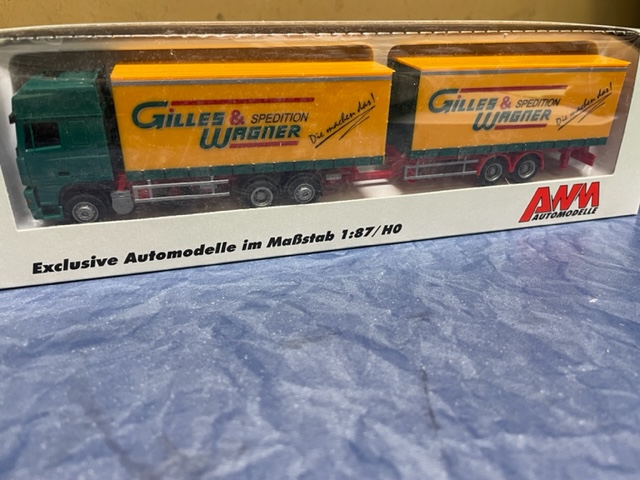 GILLES & SPEDITION
WAGNER
Die machen das!
GILLES & SPEDITION
WAGNER
Die machen das!
AWM
AUTOMODELLE
Exclusive Automodelle im Maßstab 1:87/H0